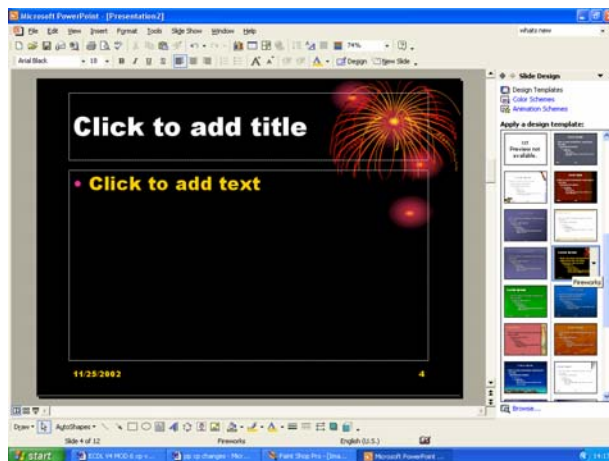 Microsoft PowerPoint - [Presentation2]
File Edit View Insert Format Tools Slide Show Window Help
whats new
74%
Arial Black 18 B I U S Design New Slide
Slide Design
Design Templates
Color Schemes
Animation Schemes
Apply a design template:
Preview not
available.
Click to add title
• Click to add text
Fireworks
11/25/2002 4
Browse...
Draw AutoShapes
Slide 4 of 12 Fireworks English (U.S.)
start Microsoft PowerPoint ...